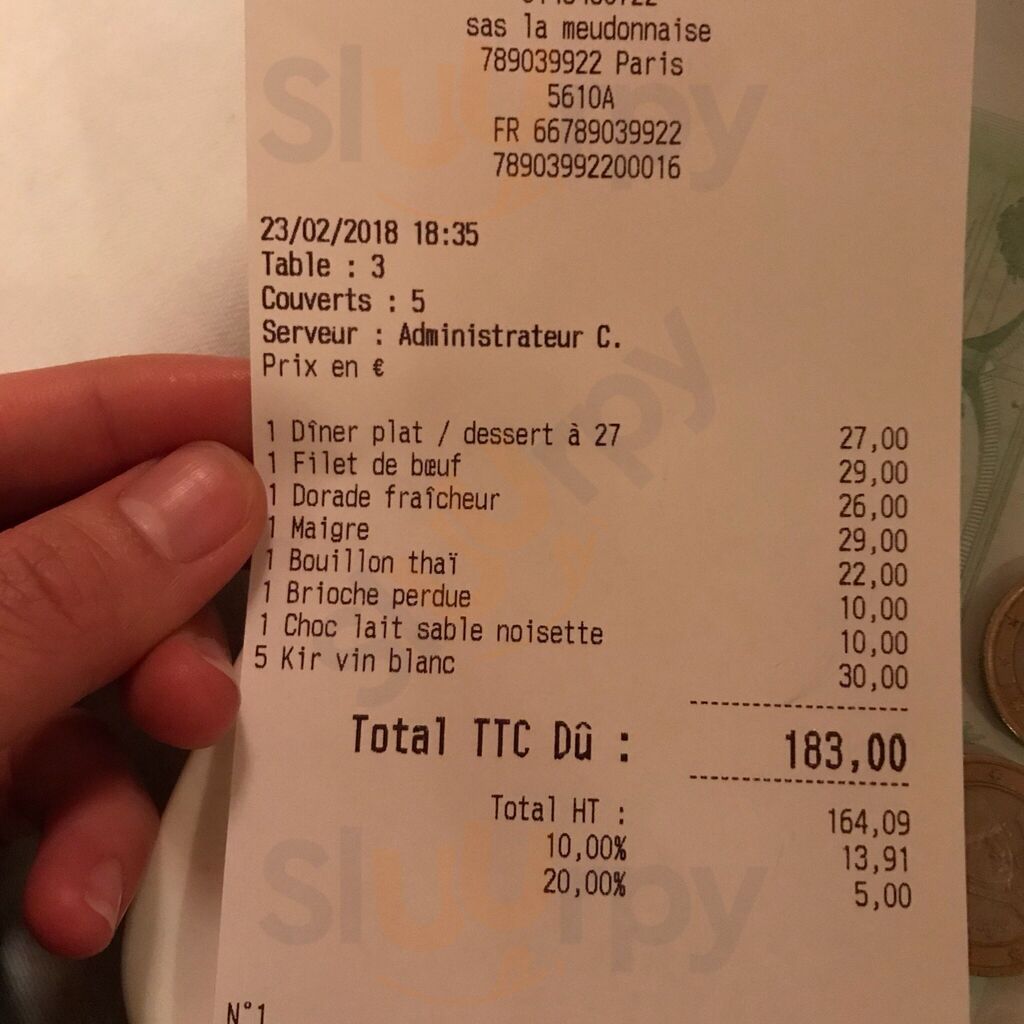 sas la meudonnaise
789039922 Paris
5610A
FR 66789039922
78903992200016
23/02/2018 18:35
Table : 3
Couverts : 5
Serveur : Administrateur C.
Prix en €
1 Dîner plat / dessert à 27 27,00
1 Filet de bœuf 29,00
1 Dorade fraîcheur 26,00
1 Maigre 29,00
1 Bouillon thaï 22,00
1 Brioche perdue 10,00
1 Choc lait sable noisette 10,00
5 Kir vin blanc 30,00
Total TTC Dû : 183,00
Total HT : 164,09
10,00% 13,91
20,00% 5,00
N°1
Sluurpy
Sluurpy
Sluurpy